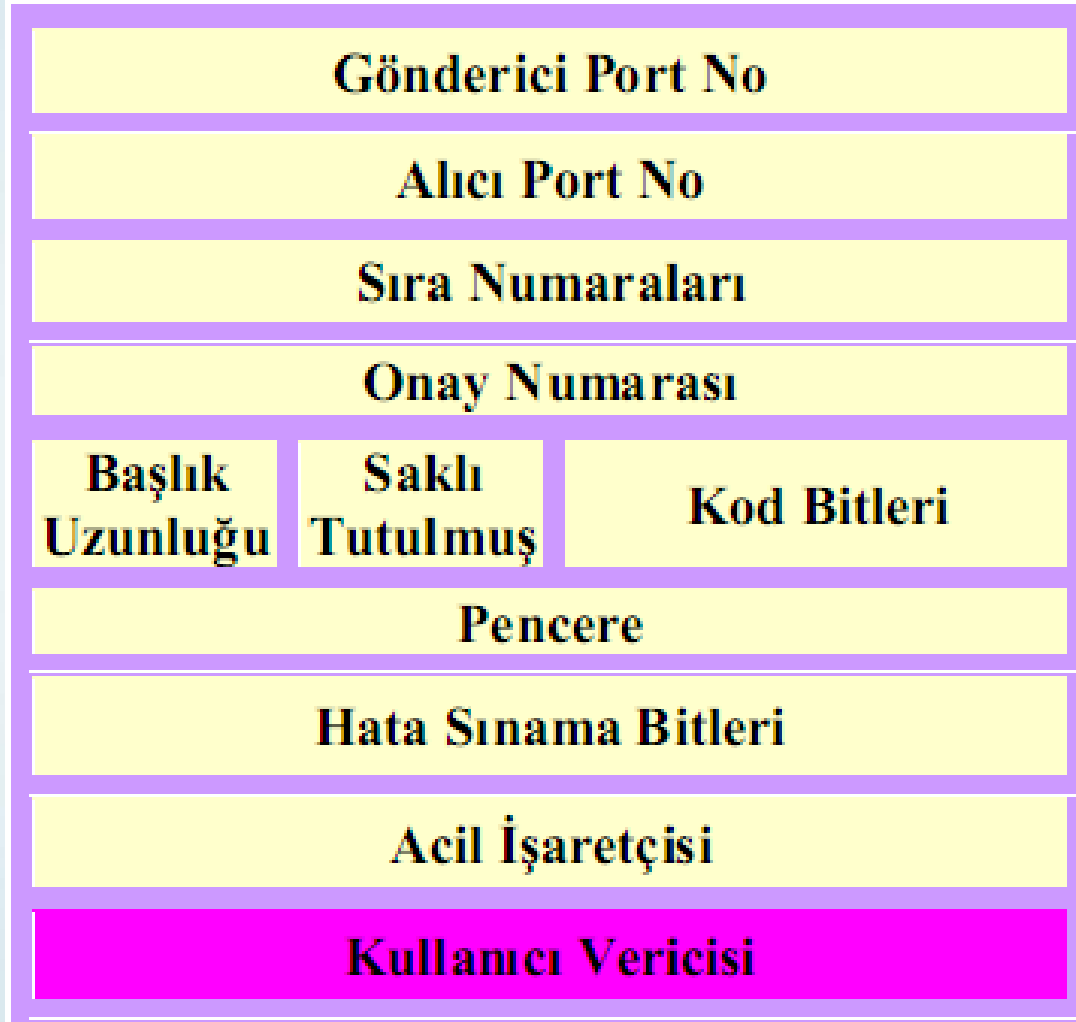 Gönderici Port No
Alıcı Port No
Sıra Numaraları
Onay Numarası
Başlık
Uzunluğu
Saklı
Tutulmuş
Kod Bitleri
Pencere
Hata Sınama Bitleri
Acil İşaretçisi
Kullanıcı Vericisi